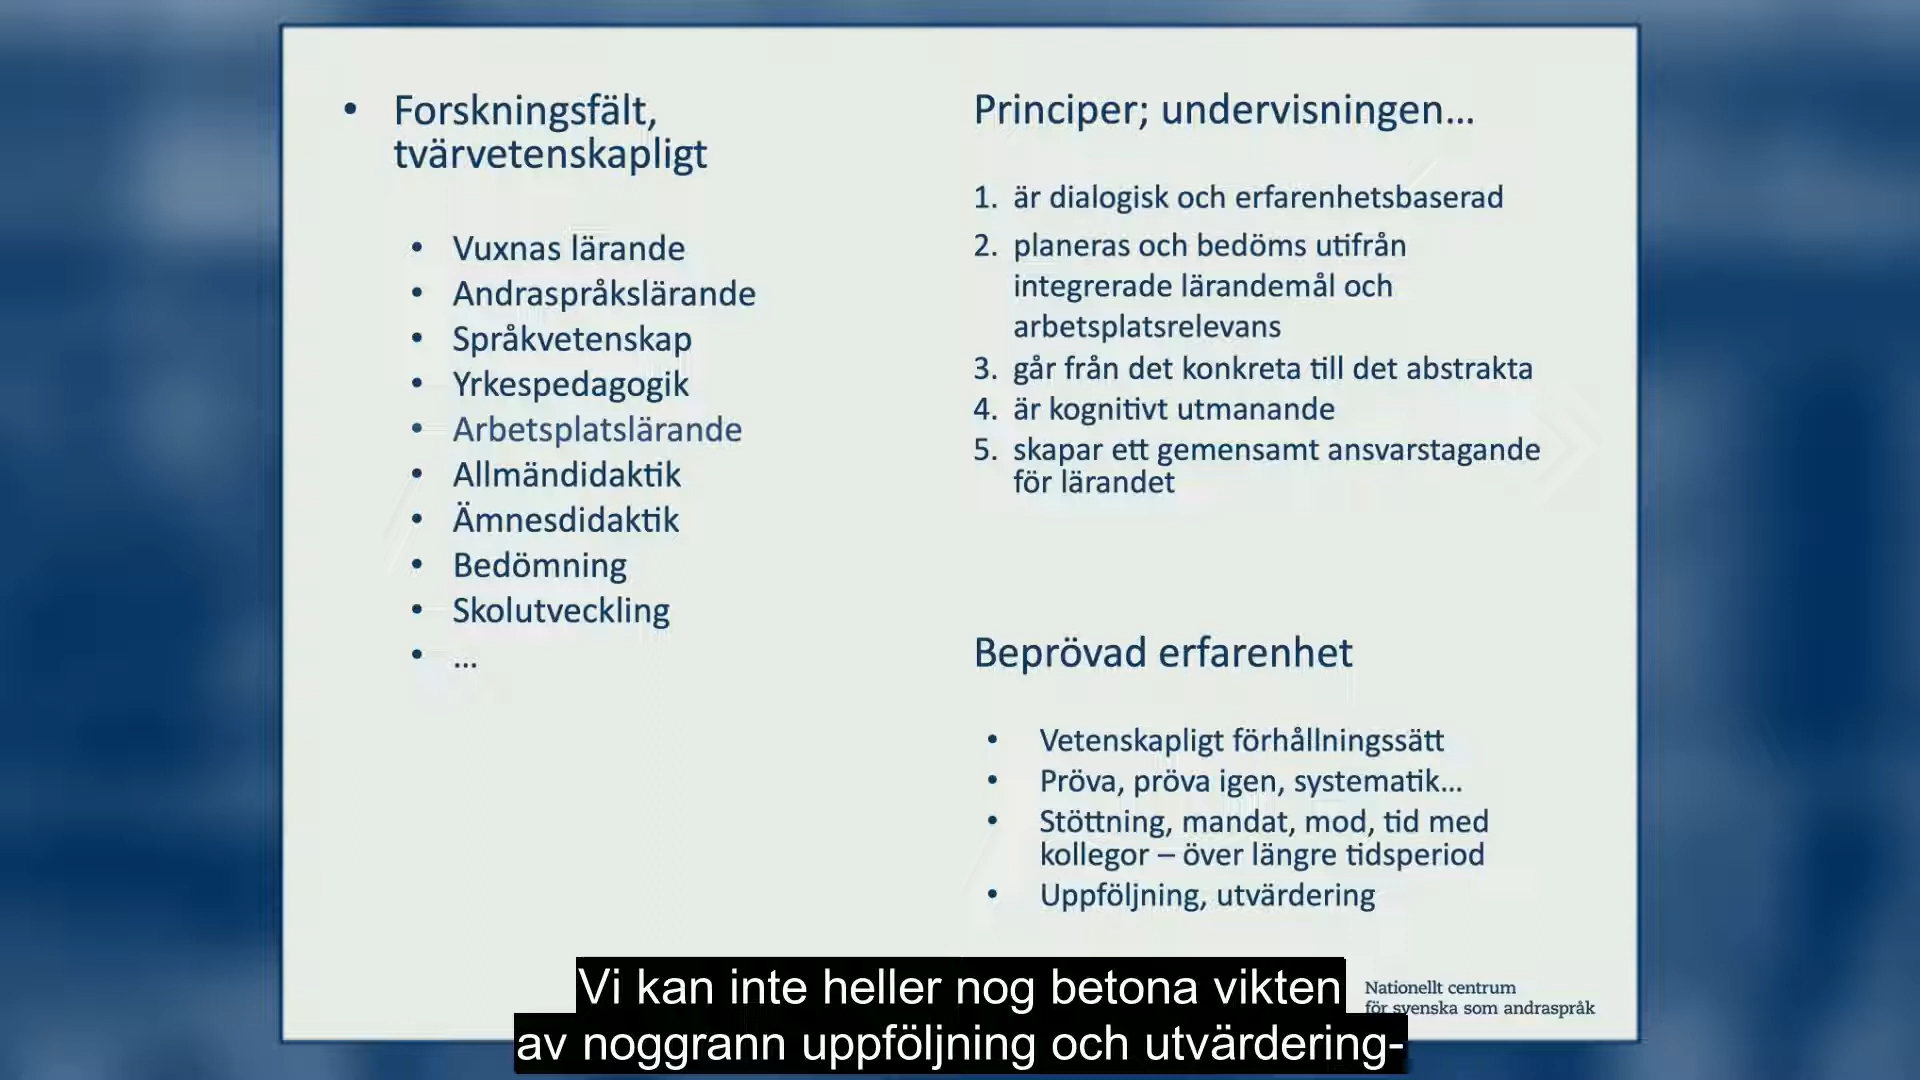 • Forskningsfält,
tvärvetenskapligt
• Vuxnas lärande
• Andraspråkslärande
• Språkvetenskap
• Yrkespedagogik
• Arbetsplatslärande
• Allmändidaktik
• Ämnesdidaktik
• Bedömning
• Skolutveckling
• ...
Principer; undervisningen...
1. är dialogisk och erfarenhetsbaserad
2. planeras och bedöms utifrån
integrerade lärandemål och
arbetsplatsrelevans
3. går från det konkreta till det abstrakta
4. är kognitivt utmanande
5. skapar ett gemensamt ansvarstagande
för lärandet
Beprövad erfarenhet
• Vetenskapligt förhållningssätt
• Pröva, pröva igen, systematik...
• Stöttning, mandat, mod, tid med
kollegor – över längre tidsperiod
• Uppföljning, utvärdering
Nationellt centrum
för svenska som andraspråk
Vi kan inte heller nog betona vikten
av noggrann uppföljning och utvärdering-